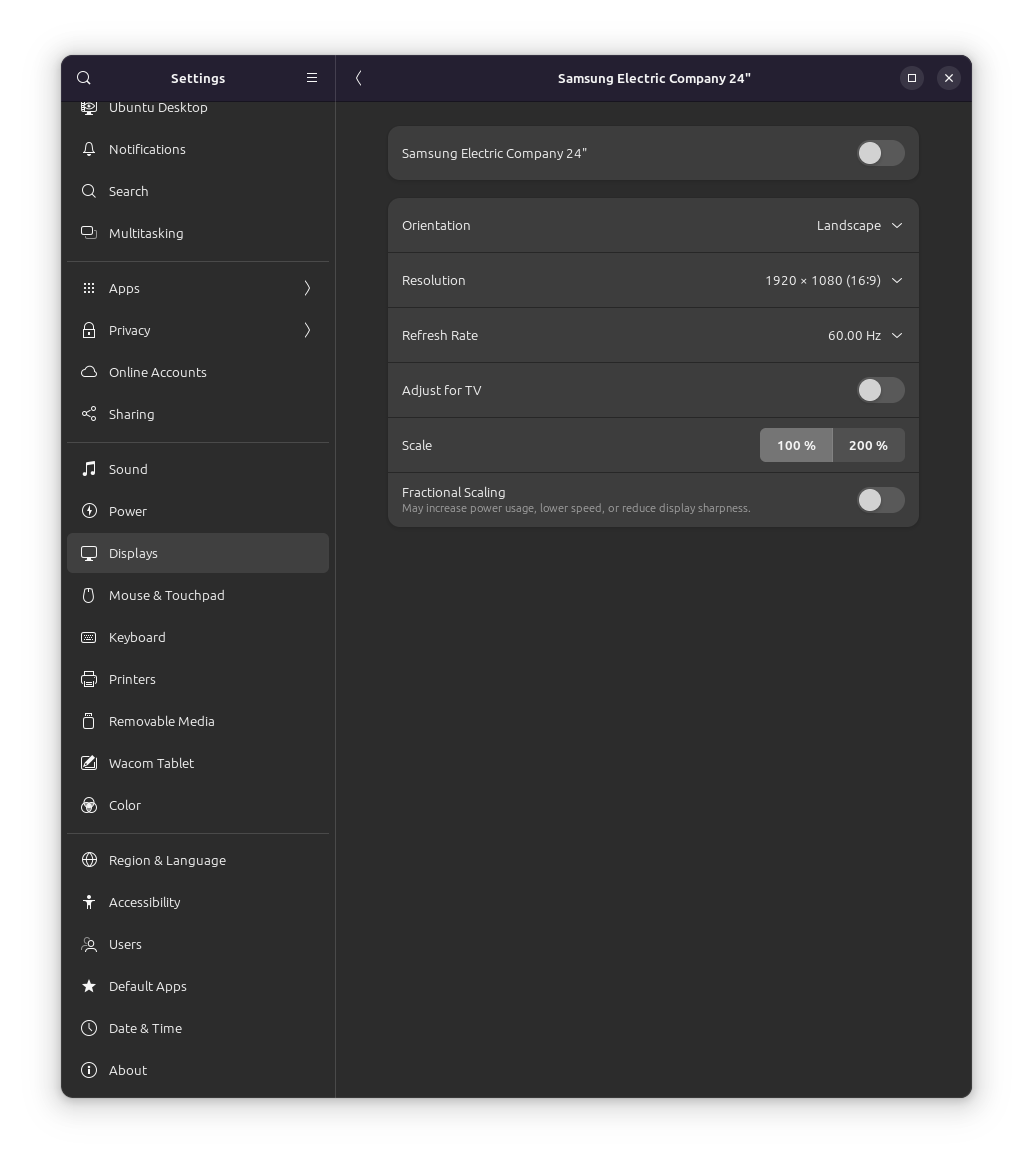 Settings
Samsung Electric Company 24"
Ubuntu Desktop
Notifications
Search
Multitasking
Apps
Privacy
Online Accounts
Sharing
Sound
Power
Displays
Mouse & Touchpad
Keyboard
Printers
Removable Media
Wacom Tablet
Color
Region & Language
Accessibility
Users
Default Apps
Date & Time
About
Samsung Electric Company 24"
Orientation Landscape
Resolution 1920 × 1080 (16:9)
Refresh Rate 60.00 Hz
Adjust for TV
Scale 100 % 200 %
Fractional Scaling
May increase power usage, lower speed, or reduce display sharpness.